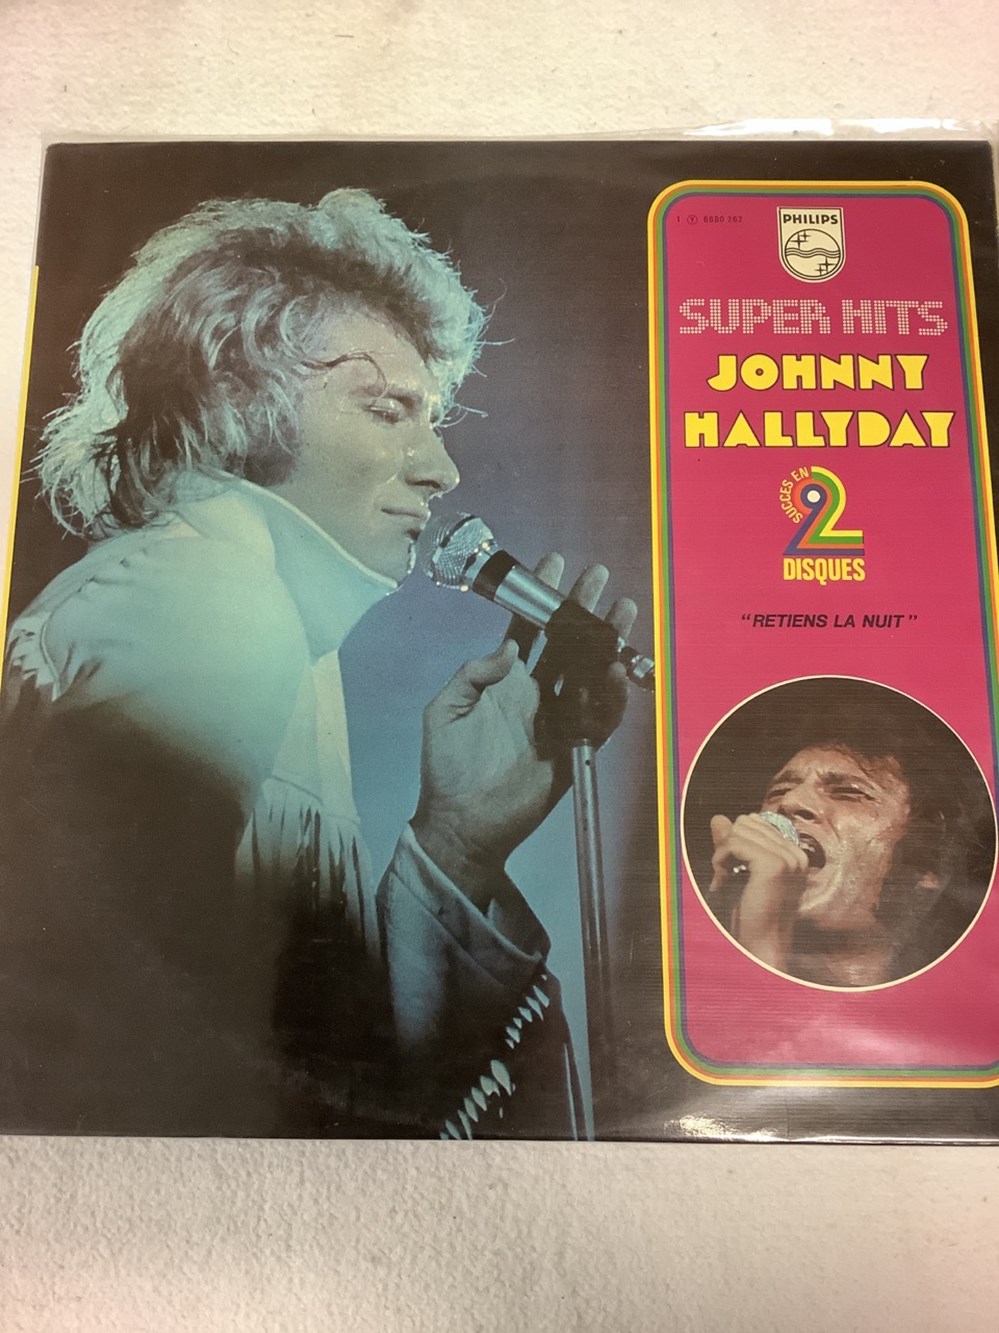 1 Y 6680 262
PHILIPS
SUPER HITS
JOHNNY
HALLYDAY
SUCCES EN
2
DISQUES
"RETIENS LA NUIT"